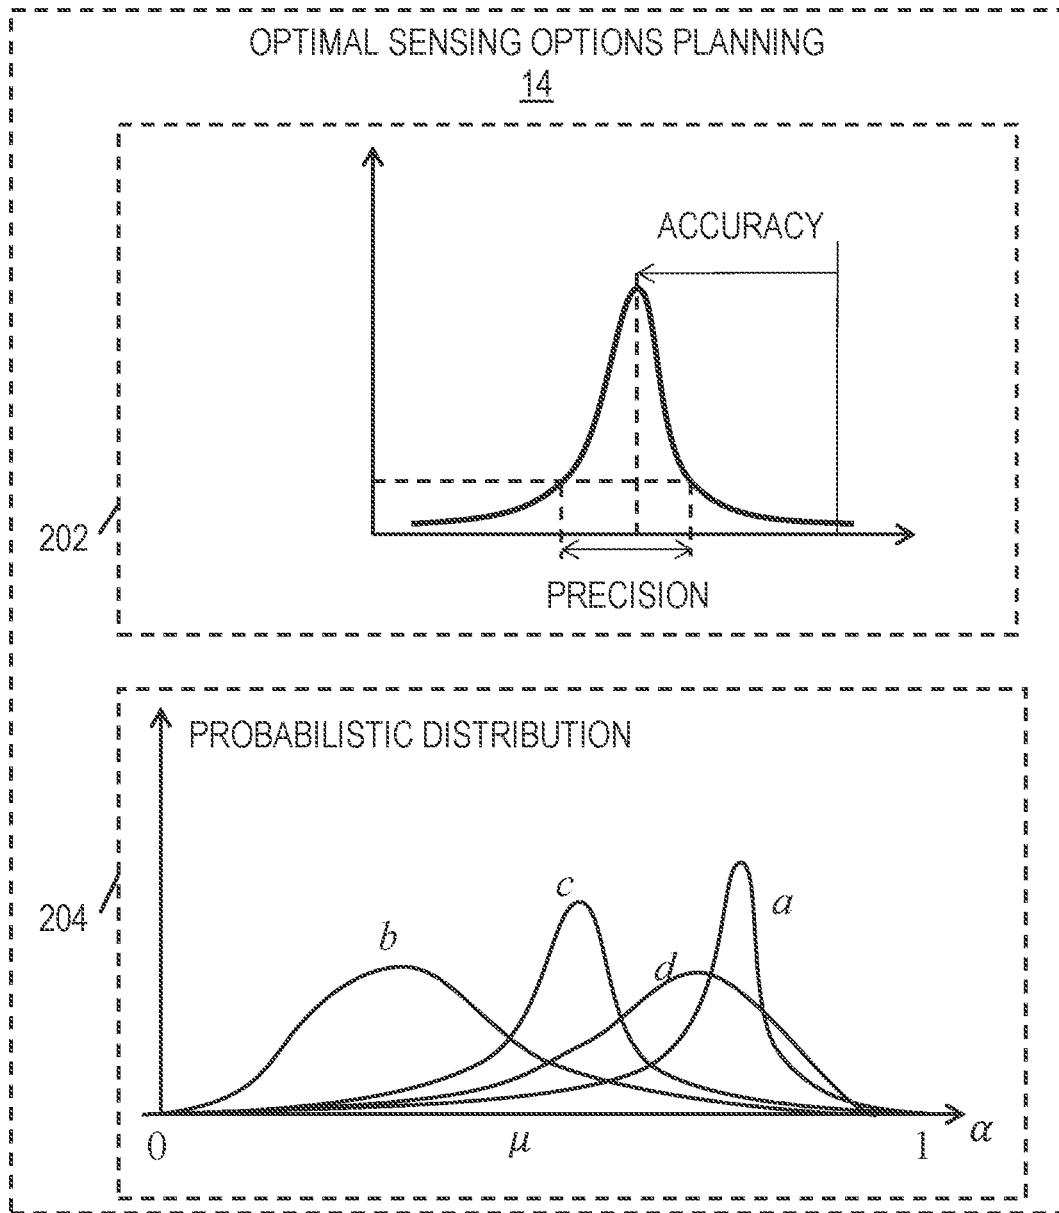 OPTIMAL SENSING OPTIONS PLANNING
14
ACCURACY
202
PRECISION
PROBABILISTIC DISTRIBUTION
c
a
204
b
d
0
μ
1
α